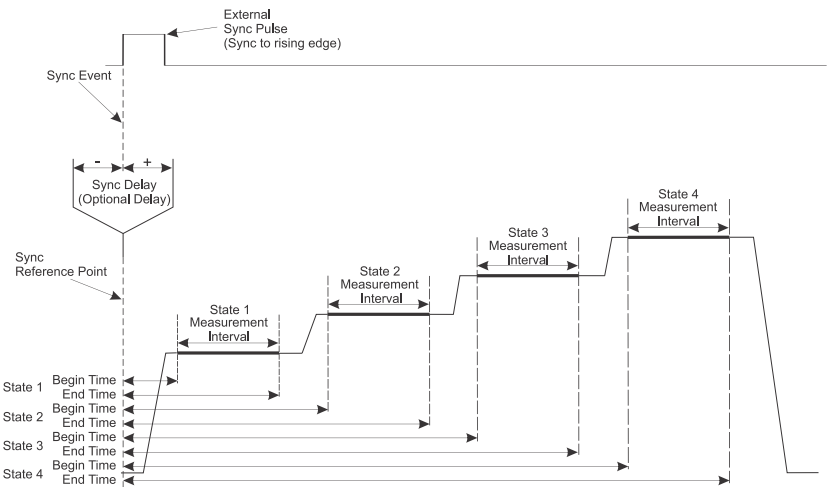 External
Sync Pulse
(Sync to rising edge)
Sync Event
- +
Sync Delay
(Optional Delay)
Sync
Reference Point
State 4
Measurement
Interval
State 3
Measurement
Interval
State 2
Measurement
Interval
State 1
Measurement
Interval
State 1
Begin Time
End Time
State 2
Begin Time
End Time
State 3
Begin Time
End Time
State 4
Begin Time
End Time